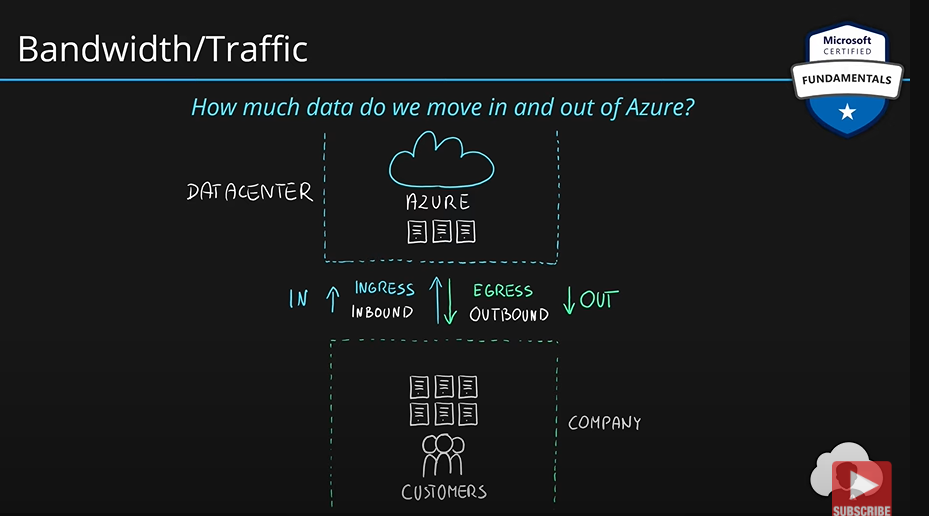 Bandwidth/Traffic
Microsoft
CERTIFIED
FUNDAMENTALS
How much data do we move in and out of Azure?
DATACENTER
AZURE
IN
INGRESS
INBOUND
EGRESS
OUTBOUND
OUT
COMPANY
CUSTOMERS
SUBSCRIBE